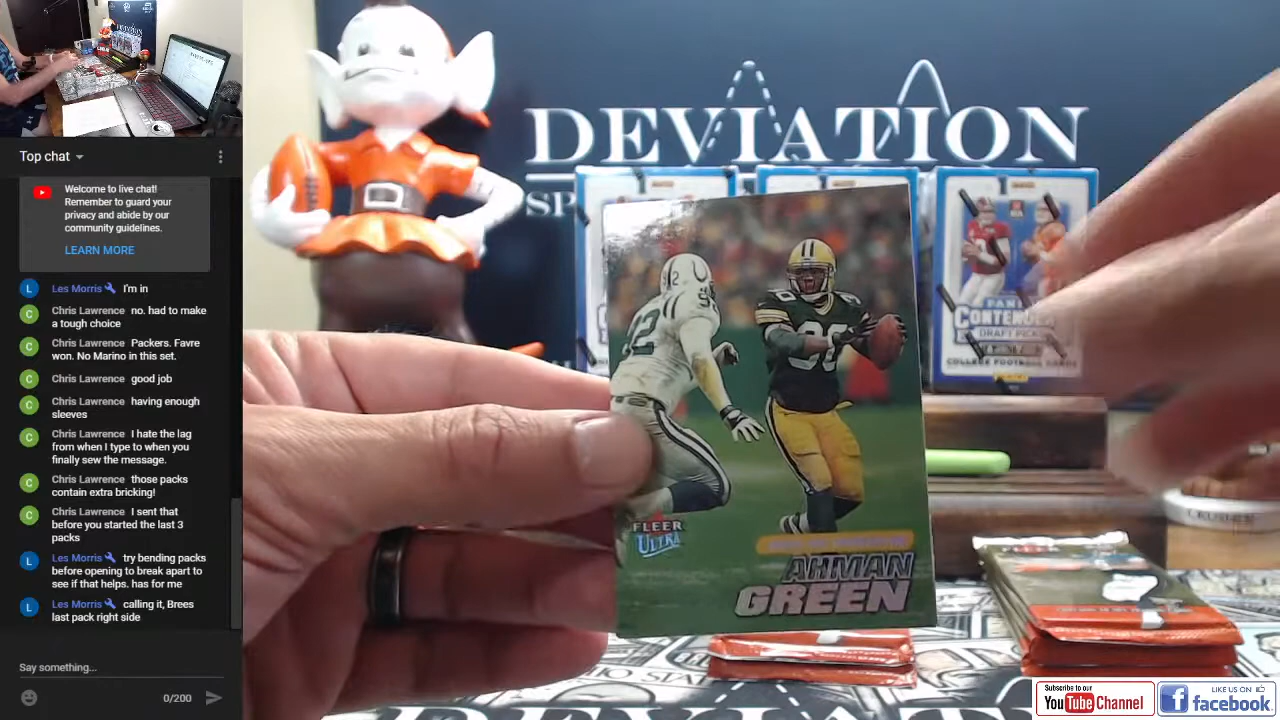 Top chat
Welcome to live chat!
Remember to guard your
privacy and abide by our
community guidelines.
LEARN MORE
L Les Morris I'm in
C Chris Lawrence no. had to make
a tough choice
C Chris Lawrence Packers. Favre
won. No Marino in this set.
C Chris Lawrence good job
C Chris Lawrence having enough
sleeves
C Chris Lawrence I hate the lag
from when I type to when you
finally sew the message.
C Chris Lawrence those packs
contain extra bricking!
C Chris Lawrence I sent that
before you started the last 3
packs
L Les Morris try bending packs
before opening to break apart to
see if that helps. has for me
L Les Morris calling it, Brees
last pack right side
Say something...
0/200
DEVIATION
SP
CONTENDERS
DRAFT PICKS
COLLEGE FOOTBALL CARDS
FLEER
ULTRA
AHMAN
GREEN
Subscribe to our
YouTube Channel
LIKE US ON
f facebook.